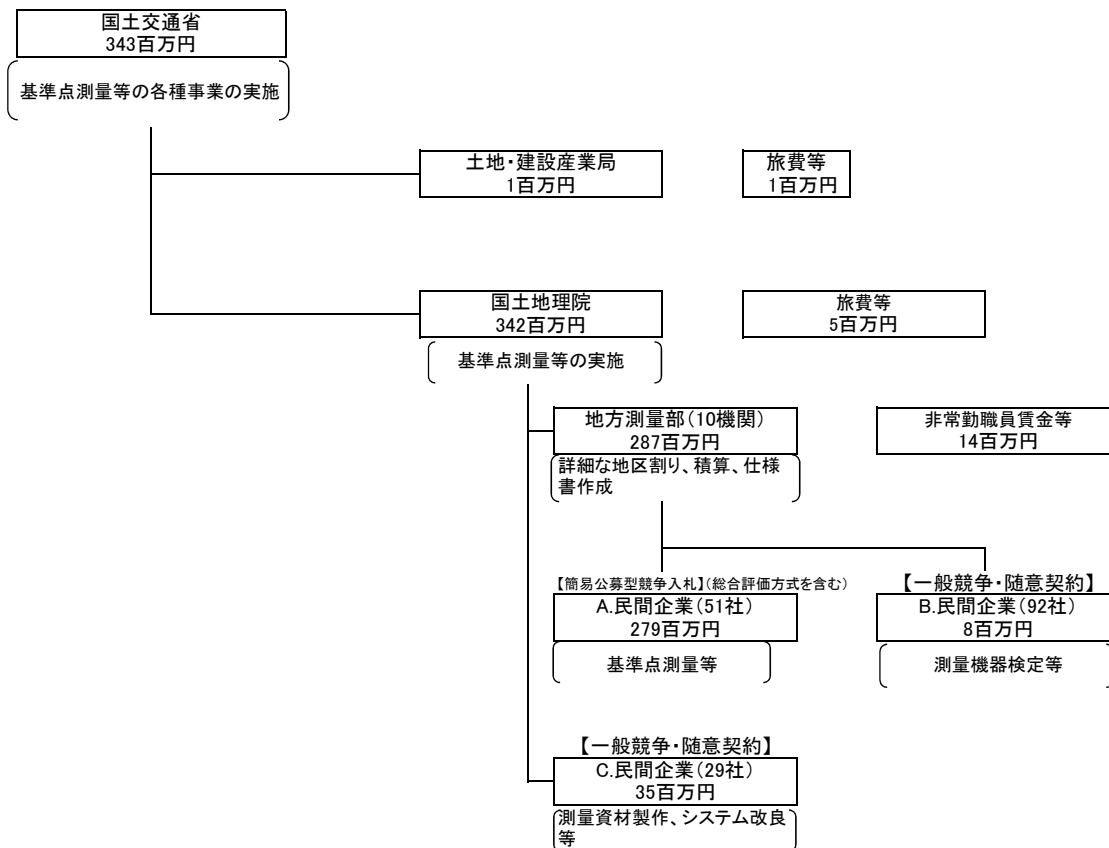 国土交通省
343百万円
基準点測量等の各種事業の実施
土地・建設産業局
1百万円
旅費等
1百万円
国土地理院
342百万円
旅費等
5百万円
基準点測量等の実施
地方測量部(10機関)
287百万円
非常勤職員賃金等
14百万円
詳細な地区割り、積算、仕様
書作成
【簡易公募型競争入札】(総合評価方式を含む)
【一般競争・随意契約】
A.民間企業(51社)
279百万円
B.民間企業(92社)
8百万円
基準点測量等
測量機器検定等
【一般競争・随意契約】
C.民間企業(29社)
35百万円
測量資材製作、システム改良
等